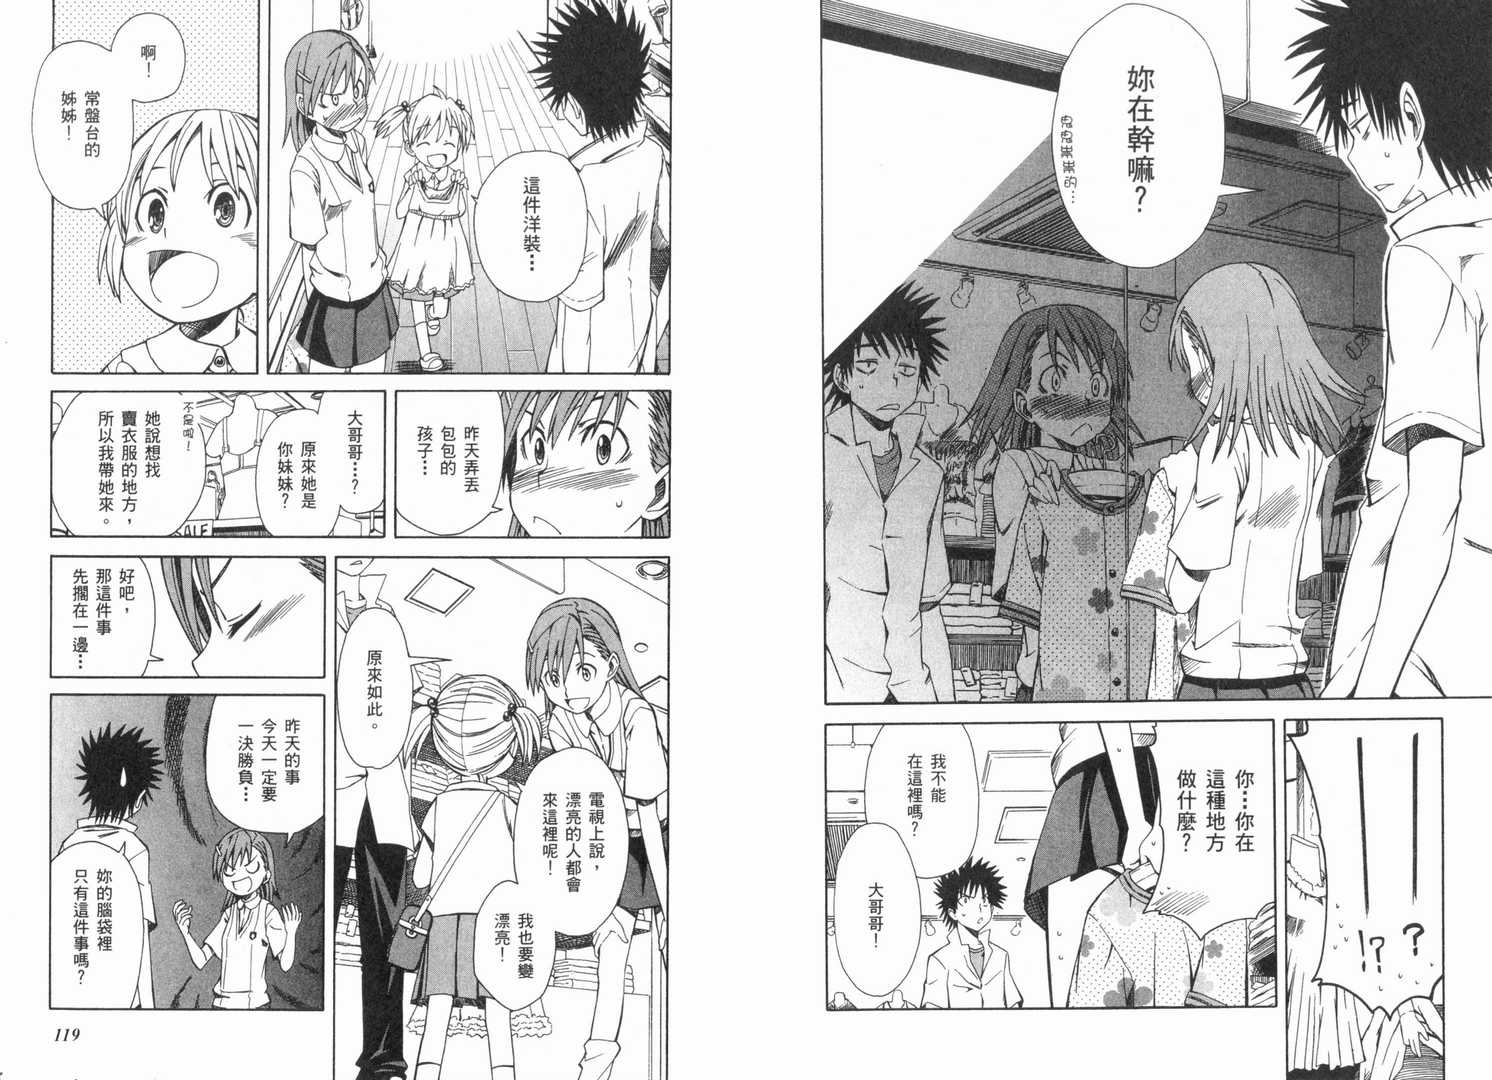 妳在幹嘛？
鬼鬼祟祟的…
！！
？
！？
你…你在
這種地方
做什麼？
我不能
在這裡嗎？
大哥哥！
這件洋裝…
啊！
常盤台的
姊姊！
昨天弄丟
包包的
孩子…
大哥哥…？
原來她是
你妹妹？
不是啦！
她說想找
賣衣服的地方，
所以我帶她來。
ALE
原來如此。
電視上說，
漂亮的人都會
來這裡呢！
我也要變
漂亮！
好吧，
那這件事
先擱在一邊…
昨天的事
今天一定要
一決勝負…
妳的腦袋裡
只有這件事嗎？
119